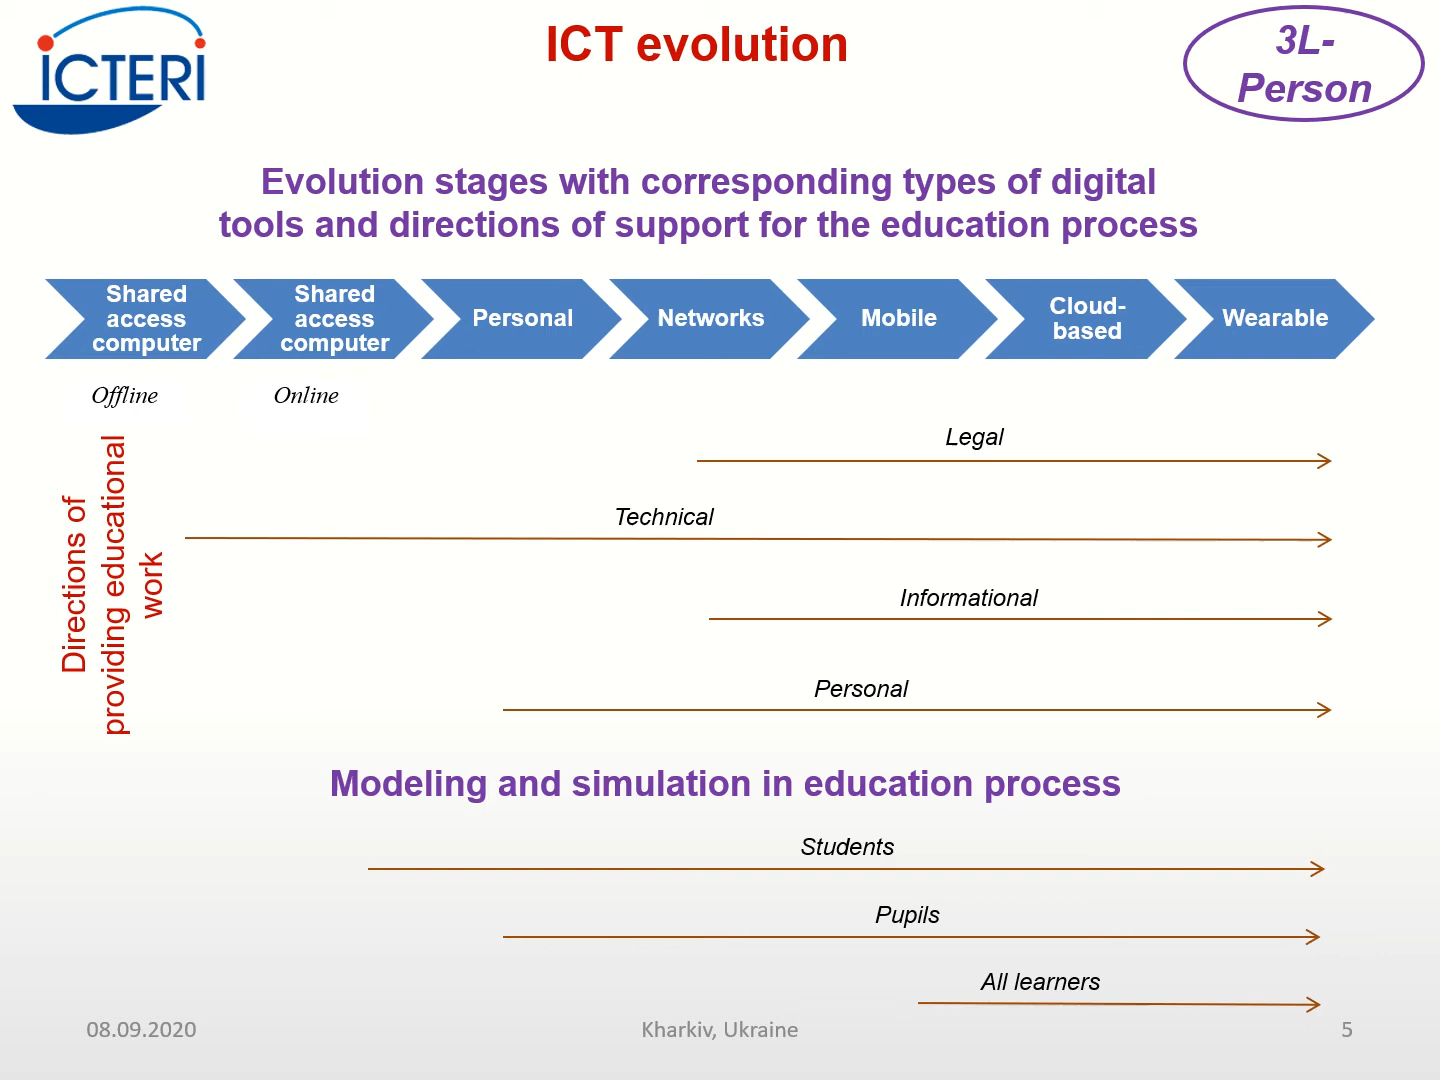 ICTERI
ICT evolution
3L-
Person
Evolution stages with corresponding types of digital
tools and directions of support for the education process
Shared
access
computer
Shared
access
computer
Personal
Networks
Mobile
Cloud-
based
Wearable
Offline
Online
Directions of
providing educational
work
Legal
Technical
Informational
Personal
Modeling and simulation in education process
Students
Pupils
All learners
08.09.2020
Kharkiv, Ukraine
5